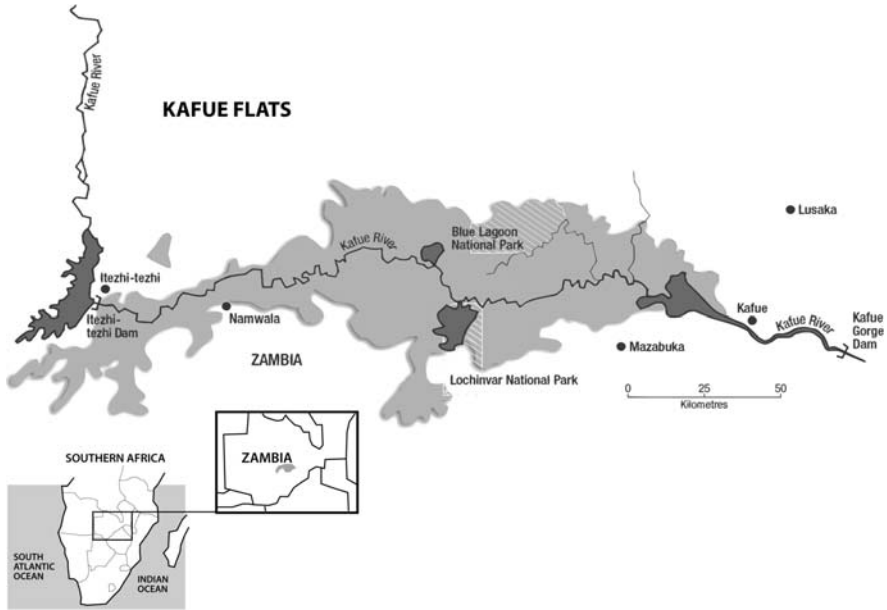 Kafue River
KAFUE FLATS
Lusaka
Blue Lagoon
National Park
Kafue River
Itezhi-tezhi
Itezhi-
tezhi Dam
Namwala
Kafue
Kafue River
Kafue
Gorge
Dam
Mazabuka
ZAMBIA
Lochinvar National Park
0 25 50
Kilometres
SOUTHERN AFRICA
ZAMBIA
SOUTH
ATLANTIC
OCEAN
INDIAN
OCEAN